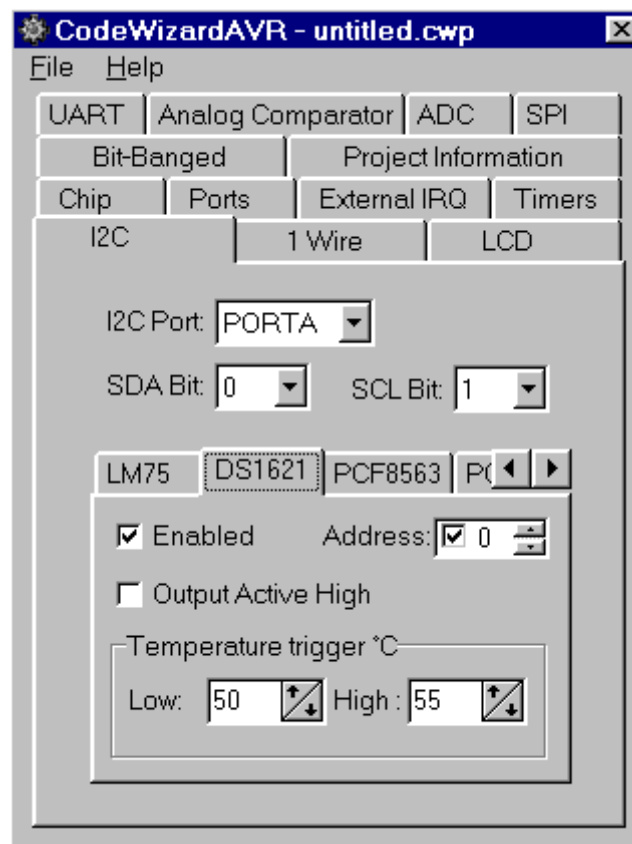 CodeWizardAVR - untitled.cwp
File Help
UART Analog Comparator ADC SPI
Bit-Banged Project Information
Chip Ports External IRQ Timers
I2C 1 Wire LCD
I2C Port: PORTA
SDA Bit: 0 SCL Bit: 1
LM75 DS1621 PCF8563
Enabled Address: 0
Output Active High
Temperature trigger °C
Low: 50 High : 55